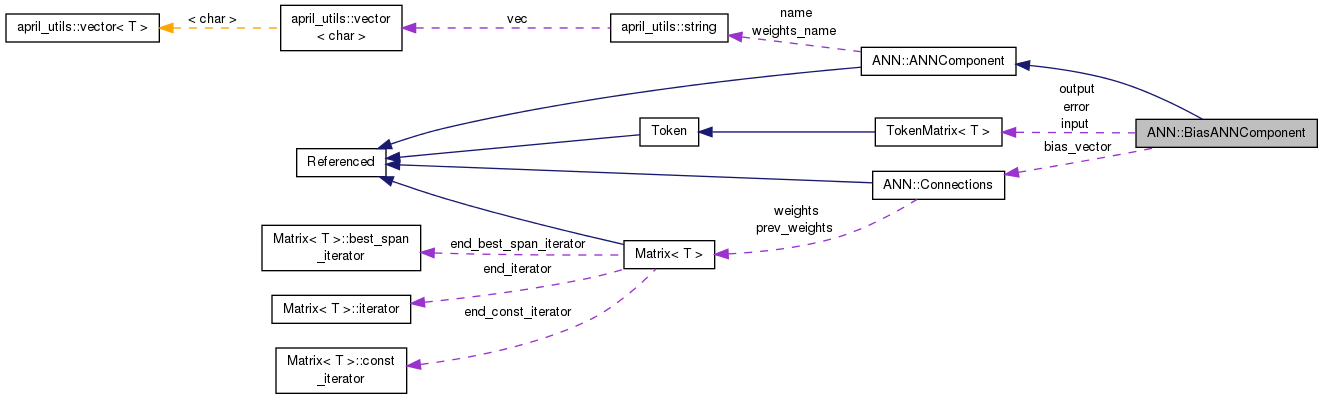 april_utils::vector< T >
< char >
april_utils::vector
< char >
vec
april_utils::string
name
weights_name
ANN::ANNComponent
output
error
input
ANN::BiasANNComponent
Token
TokenMatrix< T >
bias_vector
Referenced
ANN::Connections
weights
prev_weights
Matrix< T >::best_span
_iterator
end_best_span_iterator
Matrix< T >
end_iterator
Matrix< T >::iterator
end_const_iterator
Matrix< T >::const
_iterator